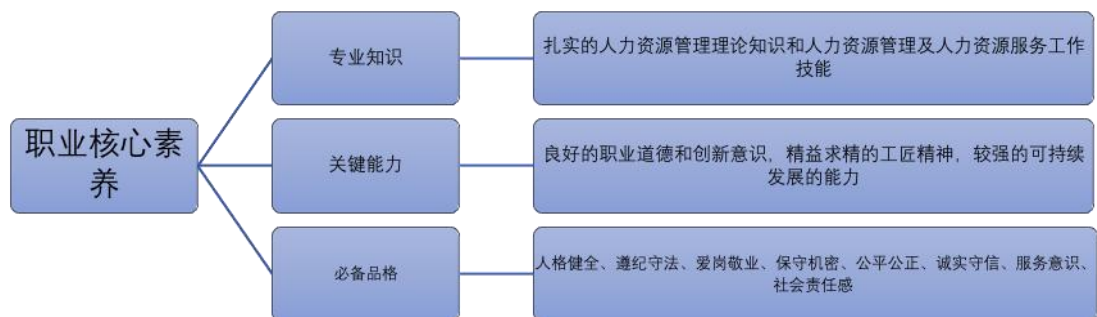 职业核心素
养
专业知识
扎实的人力资源管理理论知识和人力资源管理及人力资源服务工作
技能
关键能力
良好的职业道德和创新意识，精益求精的工匠精神，较强的可持续
发展的能力
必备品格
人格健全、遵纪守法、爱岗敬业、保守机密、公平公正、诚实守信、服务意识、
社会责任感